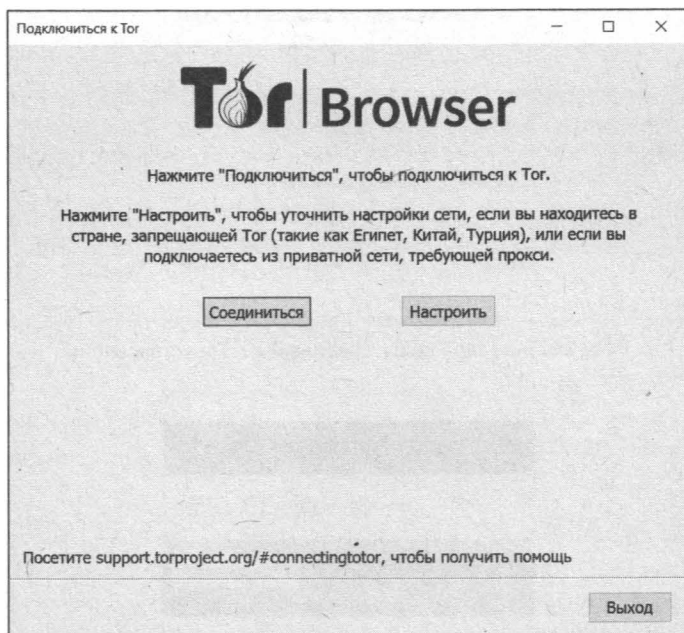 Подключиться к Tor
Tor Browser
Нажмите "Подключиться", чтобы подключиться к Tor.
Нажмите "Настроить", чтобы уточнить настройки сети, если вы находитесь в
стране, запрещающей Tor (такие как Египет, Китай, Турция), или если вы
подключаетесь из приватной сети, требующей прокси.
Соединиться Настроить
Посетите support.torproject.org/#connectingtotor, чтобы получить помощь
Выход